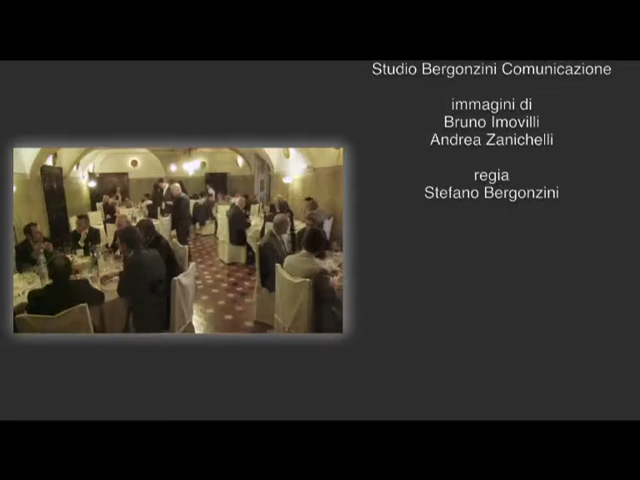 Studio Bergonzini Comunicazione
immagini di
Bruno Imovilli
Andrea Zanichelli
regia
Stefano Bergonzini